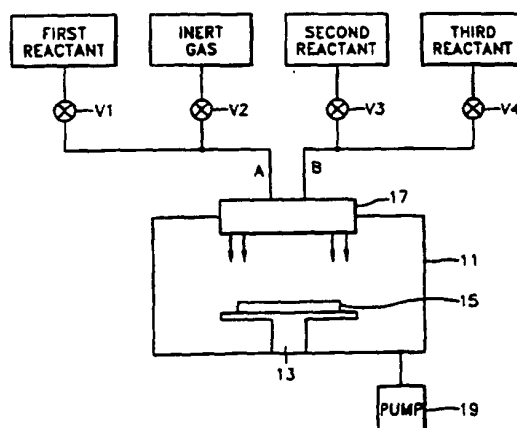 FIRST REACTANT
INERT GAS
SECOND REACTANT
THIRD REACTANT
V1
V2
V3
V4
A
B
17
11
15
13
PUMP
19